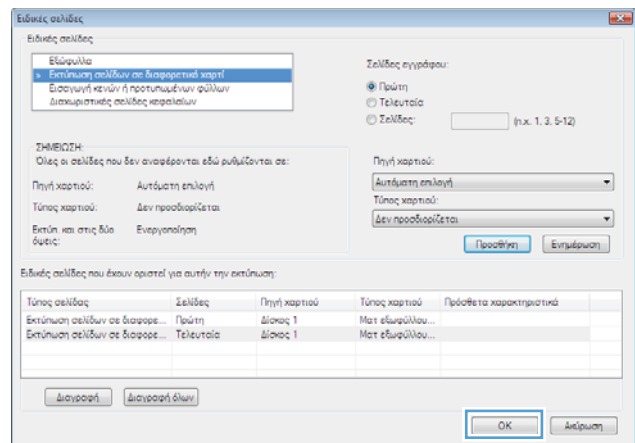 Ειδικές σελίδες
Ειδικές σελίδες
Εξώφυλλα
» Εκτύπωση σελίδων σε διαφορετικό χαρτί
Εισαγωγή κενών ή προτυπωμένων φύλλων
Διαχωριστικές σελίδες κεφαλαίων
Σελίδες εγγράφου:
Πρώτη
Τελευταία
Σελίδες:
(π.χ. 1, 3, 5-12)
ΣΗΜΕΙΩΣΗ:
Όλες οι σελίδες που δεν αναφέρονται εδώ ρυθμίζονται σε:
Πηγή χαρτιού: Αυτόματη επιλογή
Τύπος χαρτιού: Δεν προσδιορίζεται
Εκτύπ. και στις δύο όψεις: Ενεργοποίηση
Πηγή χαρτιού:
Αυτόματη επιλογή
Τύπος χαρτιού:
Δεν προσδιορίζεται
Προσθήκη Ενημέρωση
Ειδικές σελίδες που έχουν οριστεί για αυτήν την εκτύπωση:
Τύπος σελίδας Σελίδες Πηγή χαρτιού Τύπος χαρτιού Πρόσθετα χαρακτηριστικά
Εκτύπωση σελίδων σε διαφορε... Πρώτη Δίσκος 1 Ματ εξωφύλλου...
Εκτύπωση σελίδων σε διαφορε... Τελευταία Δίσκος 1 Ματ εξωφύλλου...
Διαγραφή Διαγραφή όλων
OK Ακύρωση